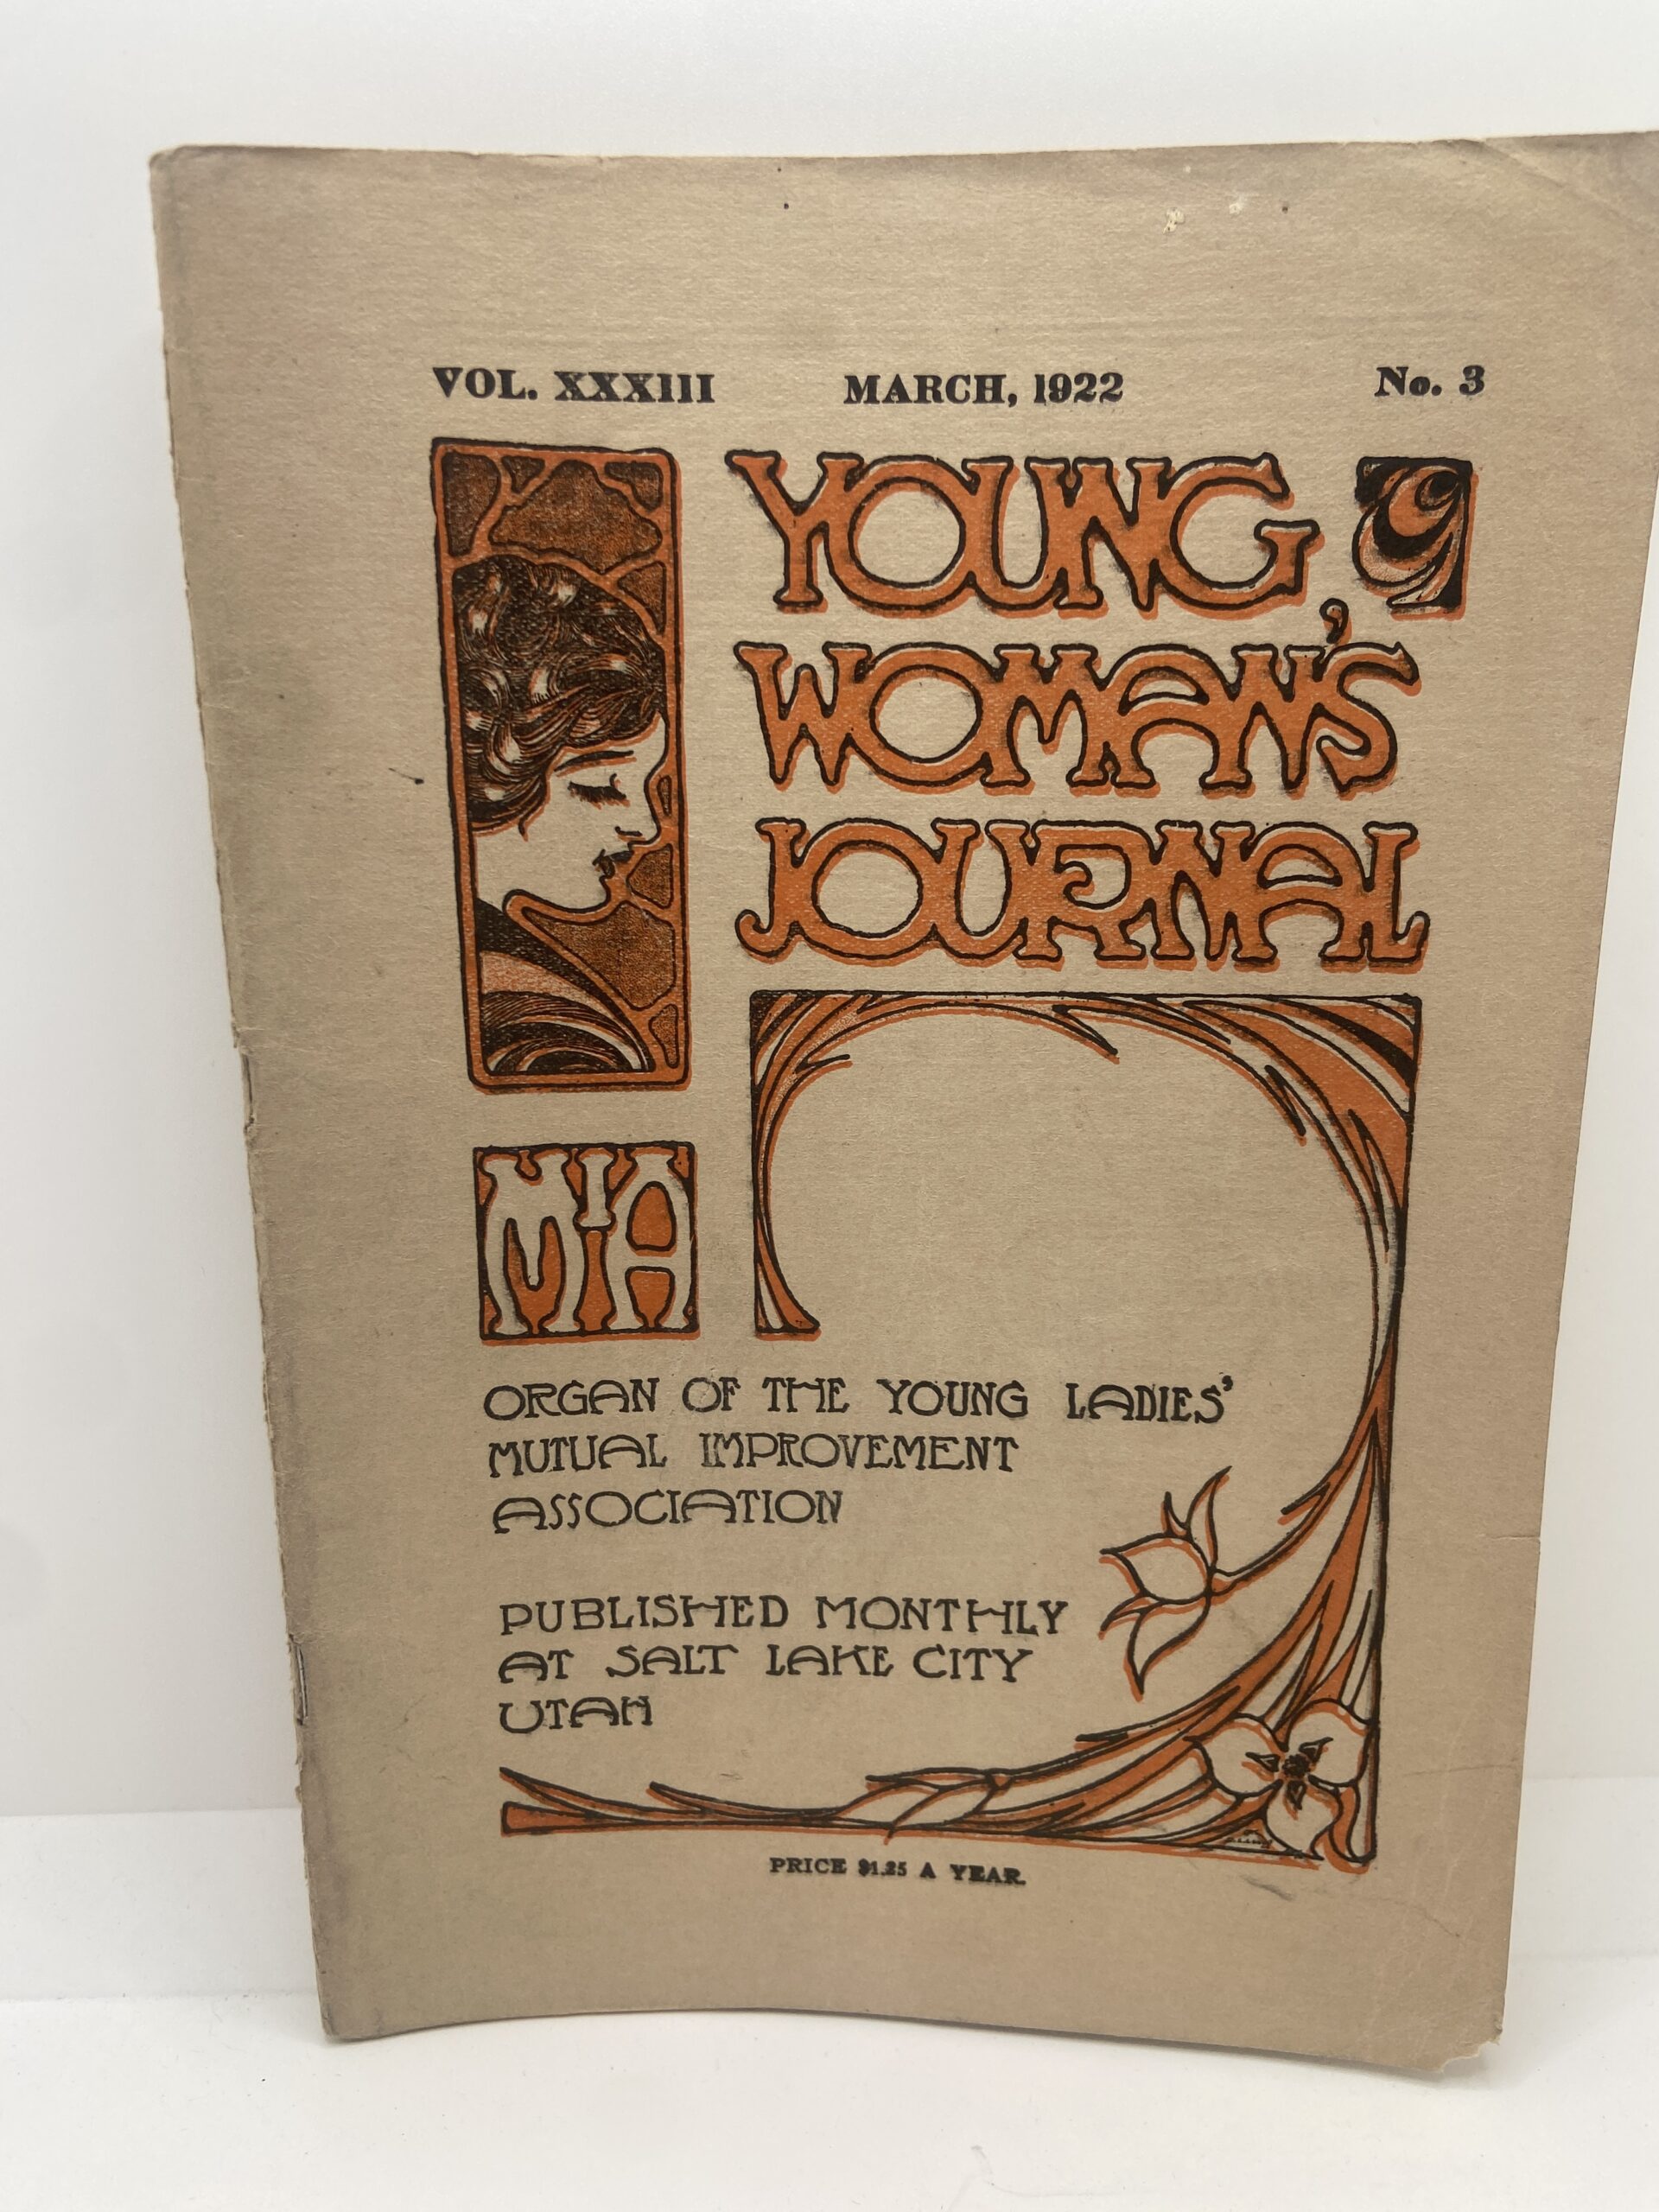 VOL. XXXIII MARCH, 1922 No. 3
YOUNG
WOMAN'S
JOURNAL
MIA
ORGAN OF THE YOUNG LADIES'
MUTUAL IMPROVEMENT
ASSOCIATION
PUBLISHED MONTHLY
AT SALT LAKE CITY
UTAH
PRICE $1.25 A YEAR.